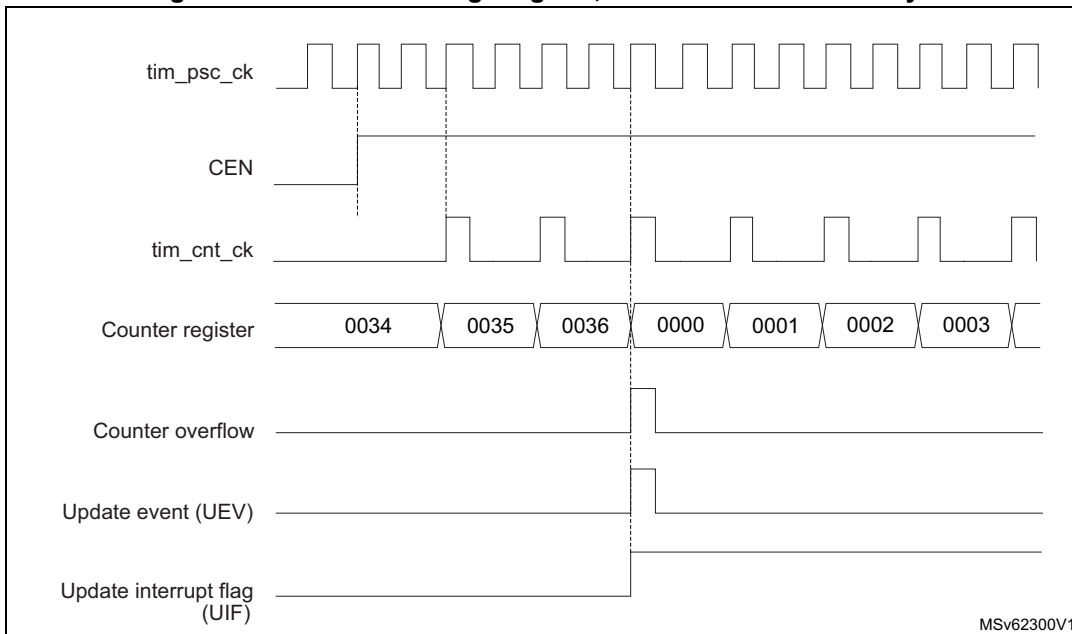 tim_psc_ck
CEN
tim_cnt_ck
Counter register 0034 0035 0036 0000 0001 0002 0003
Counter overflow
Update event (UEV)
Update interrupt flag
(UIF)
MSv62300V1